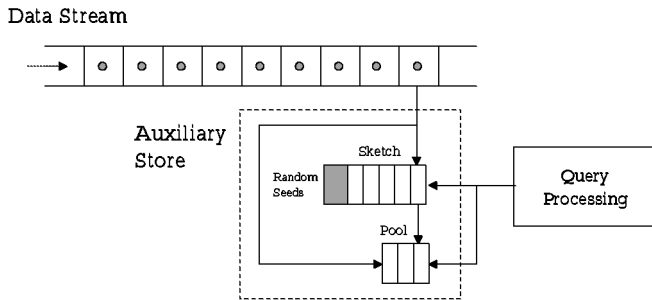 Data Stream
Auxiliary
Store
Sketch
Random
Seeds
Query
Processing
Pool